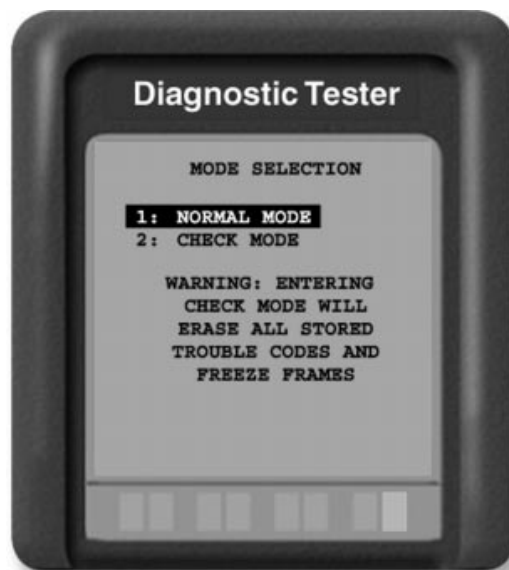 Diagnostic Tester
MODE SELECTION
1: NORMAL MODE
2: CHECK MODE
WARNING: ENTERING
CHECK MODE WILL
ERASE ALL STORED
TROUBLE CODES AND
FREEZE FRAMES